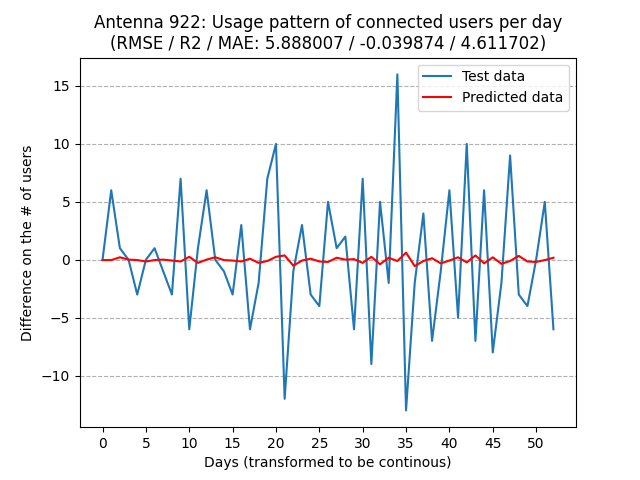 Antenna 922: Usage pattern of connected users per day
(RMSE / R2 / MAE: 5.888007 / -0.039874 / 4.611702)
Test data
Predicted data
Difference on the # of users
15
10
5
0
−5
−10
0 5 10 15 20 25 30 35 40 45 50
Days (transformed to be continous)